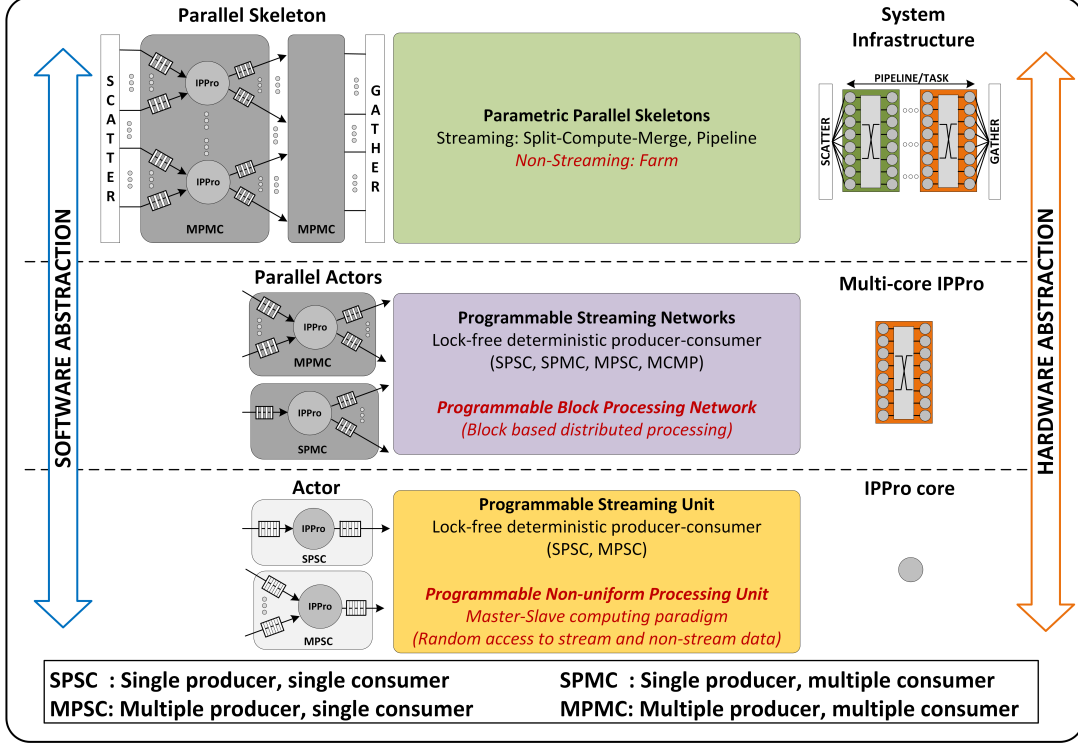 Parallel Skeleton
System
Infrastructure
SCATTER
IPPro
IPPro
MPMC
MPMC
GATHER
Parametric Parallel Skeletons
Streaming: Split-Compute-Merge, Pipeline
Non-Streaming: Farm
PIPELINE/TASK
SCATTER
GATHER
SOFTWARE ABSTRACTION
HARDWARE ABSTRACTION
Parallel Actors
IPPro
MPMC
IPPro
SPMC
Programmable Streaming Networks
Lock-free deterministic producer-consumer
(SPSC, SPMC, MPSC, MCMP)
Programmable Block Processing Network
(Block based distributed processing)
Multi-core IPPro
Actor
IPPro
SPSC
IPPro
MPSC
Programmable Streaming Unit
Lock-free deterministic producer-consumer
(SPSC, MPSC)
Programmable Non-uniform Processing Unit
Master-Slave computing paradigm
(Random access to stream and non-stream data)
IPPro core
SPSC : Single producer, single consumer
SPMC : Single producer, multiple consumer
MPSC: Multiple producer, single consumer
MPMC: Multiple producer, multiple consumer